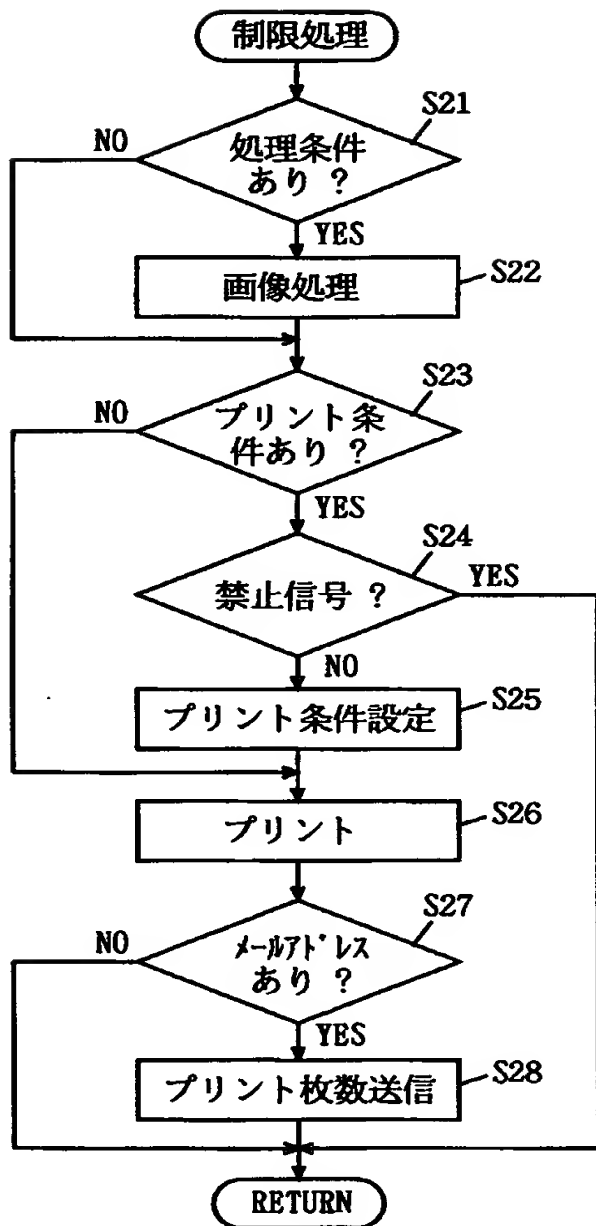 制限処理
S21
NO
処理条件
あり ?
YES
画像処理
S22
S23
NO
プリント条
件あり ?
YES
S24
禁止信号 ?
YES
NO
プリント条件設定
S25
プリント
S26
S27
NO
ﾒｰﾙｱﾄﾞﾚｽ
あり ?
YES
プリント枚数送信
S28
RETURN